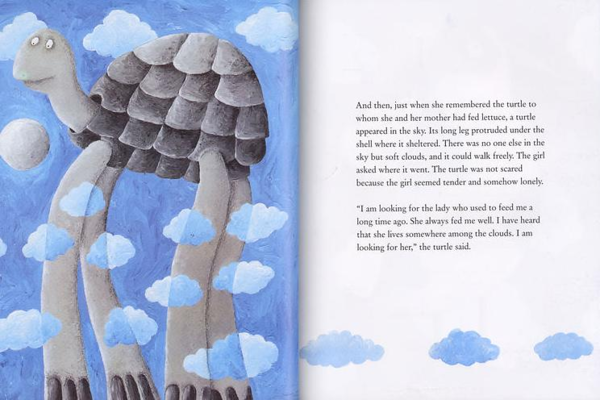 And then, just when she remembered the turtle to
whom she and her mother had fed lettuce, a turtle
appeared in the sky. Its long leg protruded under the
shell where it sheltered. There was no one else in the
sky but soft clouds, and it could walk freely. The girl
asked where it went. The turtle was not scared
because the girl seemed tender and somehow lonely.
“I am looking for the lady who used to feed me a
long time ago. She always fed me well. I have heard
that she lives somewhere among the clouds. I am
looking for her,” the turtle said.